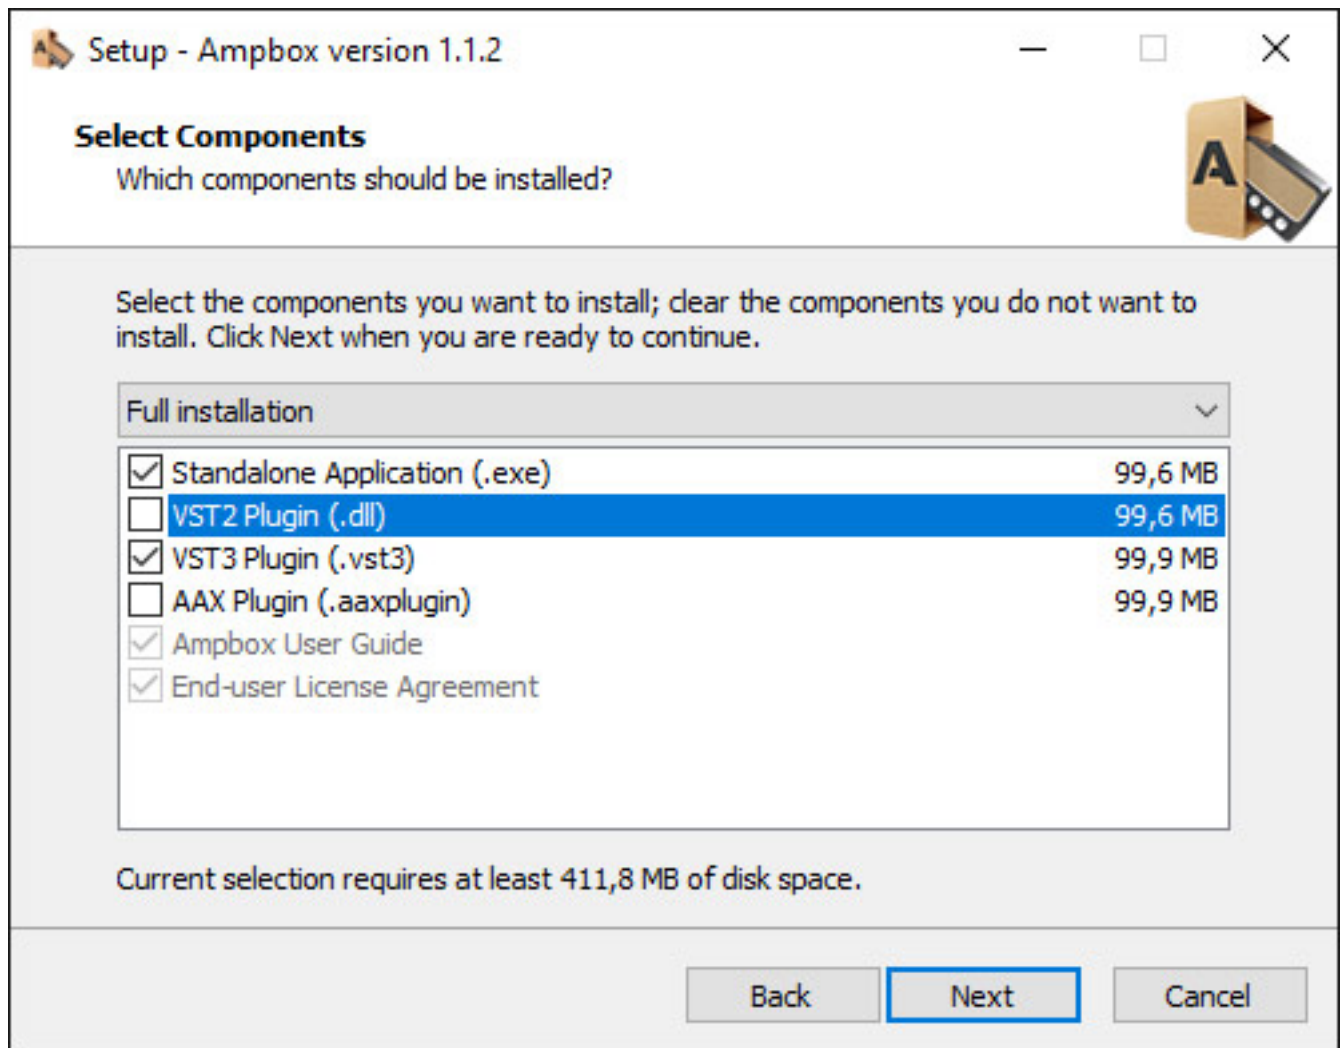 Setup - Ampbox version 1.1.2
Select Components
Which components should be installed?
A
Select the components you want to install; clear the components you do not want to
install. Click Next when you are ready to continue.
Full installation
Standalone Application (.exe) 99,6 MB
VST2 Plugin (.dll) 99,6 MB
VST3 Plugin (.vst3) 99,9 MB
AAX Plugin (.aaxplugin) 99,9 MB
Ampbox User Guide
End-user License Agreement
Current selection requires at least 411,8 MB of disk space.
Back Next Cancel